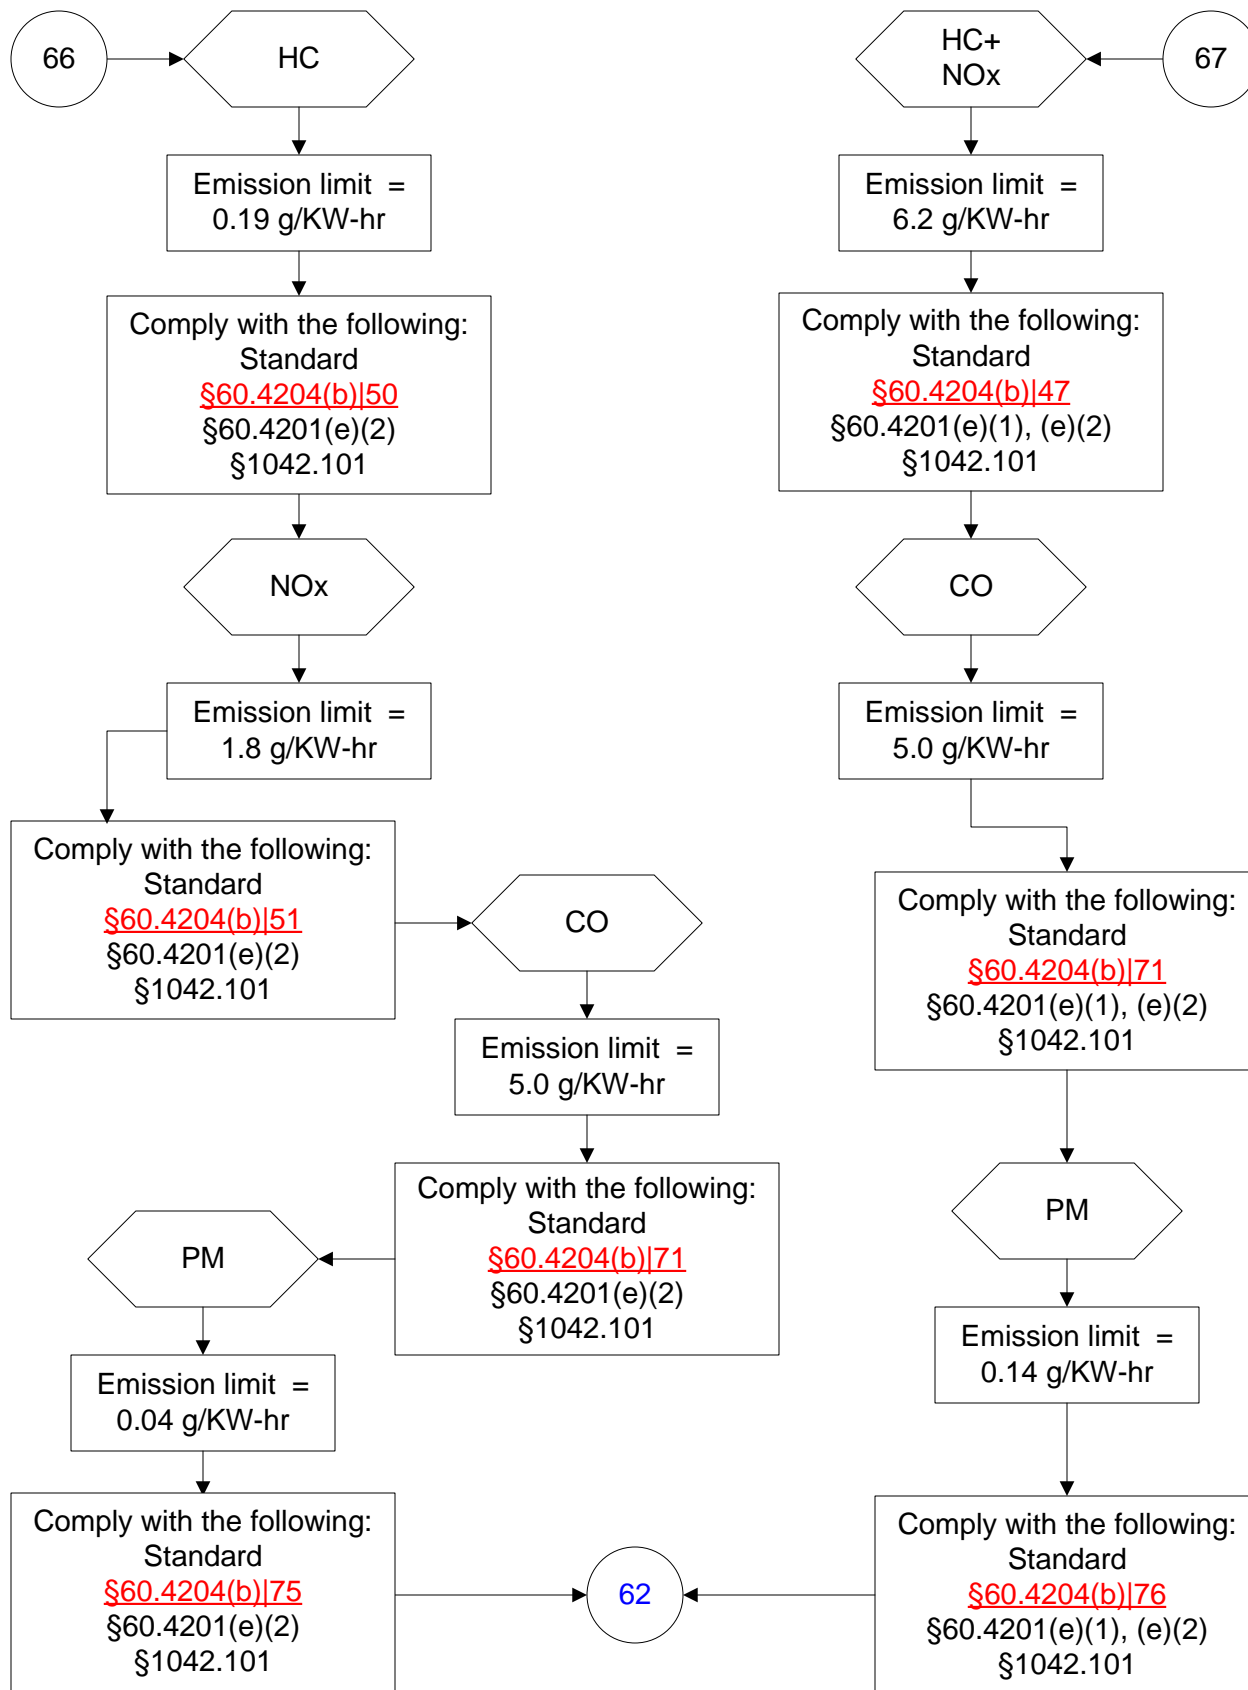 66
HC
Emission limit =
0.19 g/KW-hr
Comply with the following:
Standard
§60.4204(b)|50
§60.4201(e)(2)
§1042.101
NOx
Emission limit =
1.8 g/KW-hr
Comply with the following:
Standard
§60.4204(b)|51
§60.4201(e)(2)
§1042.101
CO
Emission limit =
5.0 g/KW-hr
Comply with the following:
Standard
§60.4204(b)|71
§60.4201(e)(2)
§1042.101
PM
Emission limit =
0.04 g/KW-hr
Comply with the following:
Standard
§60.4204(b)|75
§60.4201(e)(2)
§1042.101
62
67
HC+
NOx
Emission limit =
6.2 g/KW-hr
Comply with the following:
Standard
§60.4204(b)|47
§60.4201(e)(1), (e)(2)
§1042.101
CO
Emission limit =
5.0 g/KW-hr
Comply with the following:
Standard
§60.4204(b)|71
§60.4201(e)(1), (e)(2)
§1042.101
PM
Emission limit =
0.14 g/KW-hr
Comply with the following:
Standard
§60.4204(b)|76
§60.4201(e)(1), (e)(2)
§1042.101